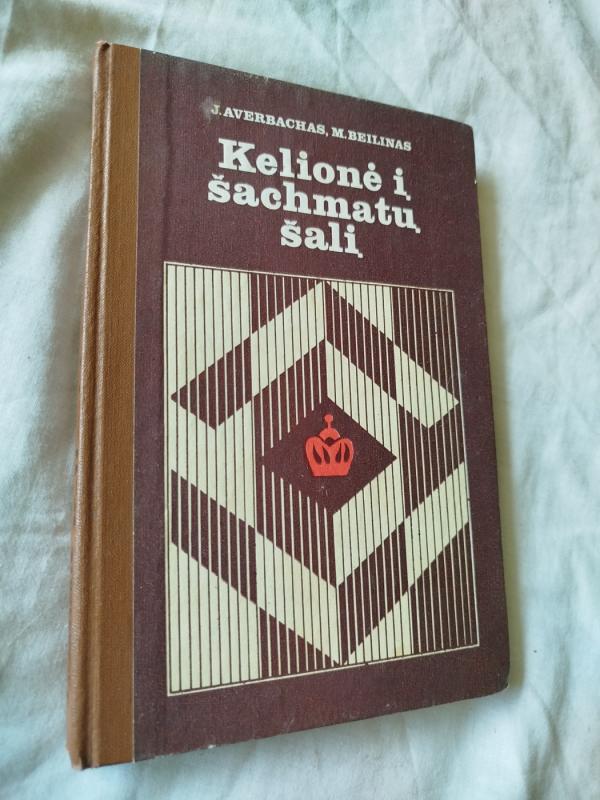 J. AVERBACHAS, M. BEILINAS
Kelionė į
šachmatų
šalį